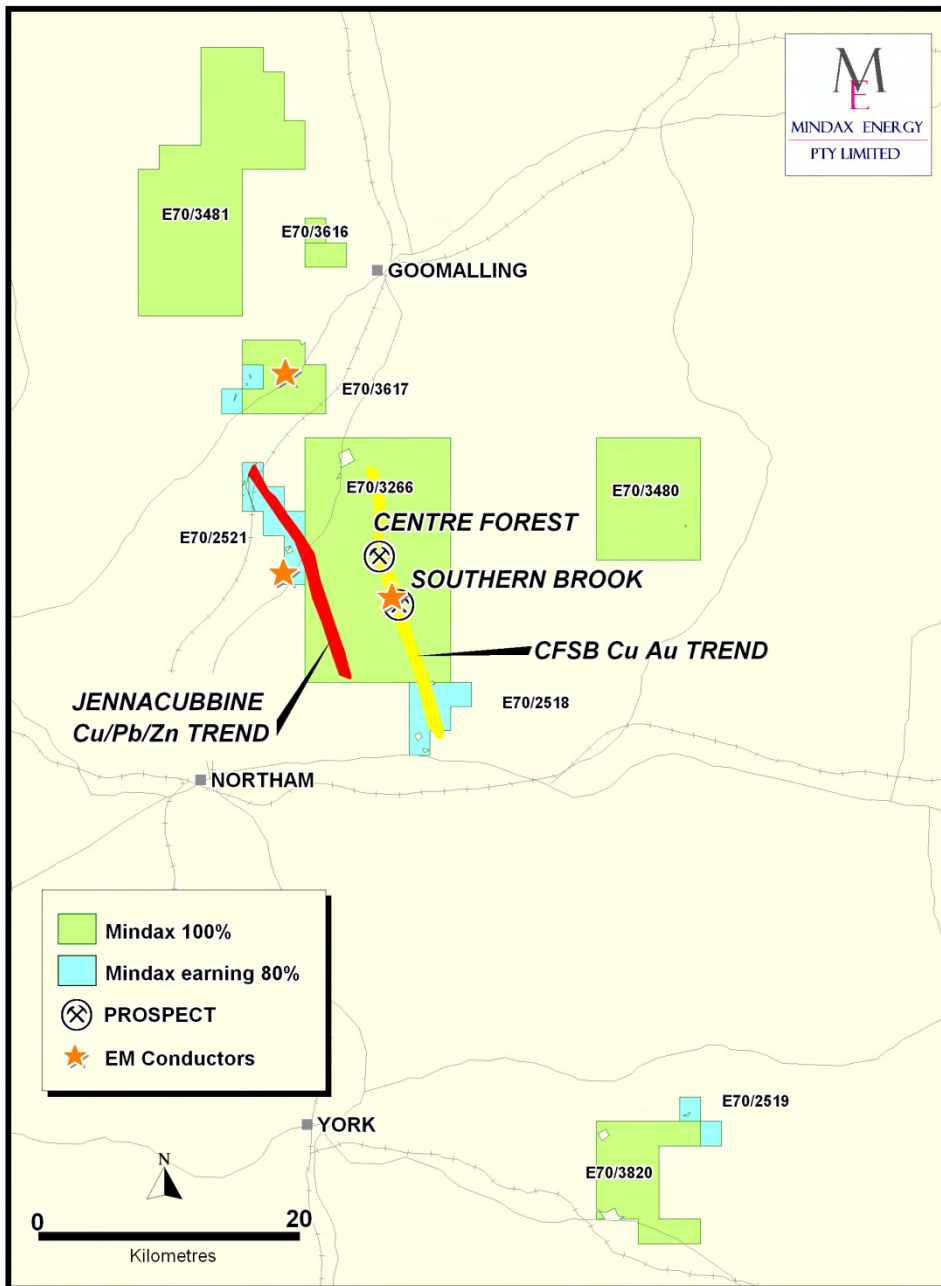 M
E
MINDAX ENERGY
PTY LIMITED
E70/3481
E70/3616
GOOMALLING
E70/3617
E70/3266
E70/3480
CENTRE FOREST
E70/2521
SOUTHERN BROOK
CFSB Cu Au TREND
JENNACUBBINE
Cu/Pb/Zn TREND
E70/2518
NORTHAM
Mindax 100%
Mindax earning 80%
PROSPECT
EM Conductors
E70/2519
YORK
E70/3820
N
0
20
Kilometres